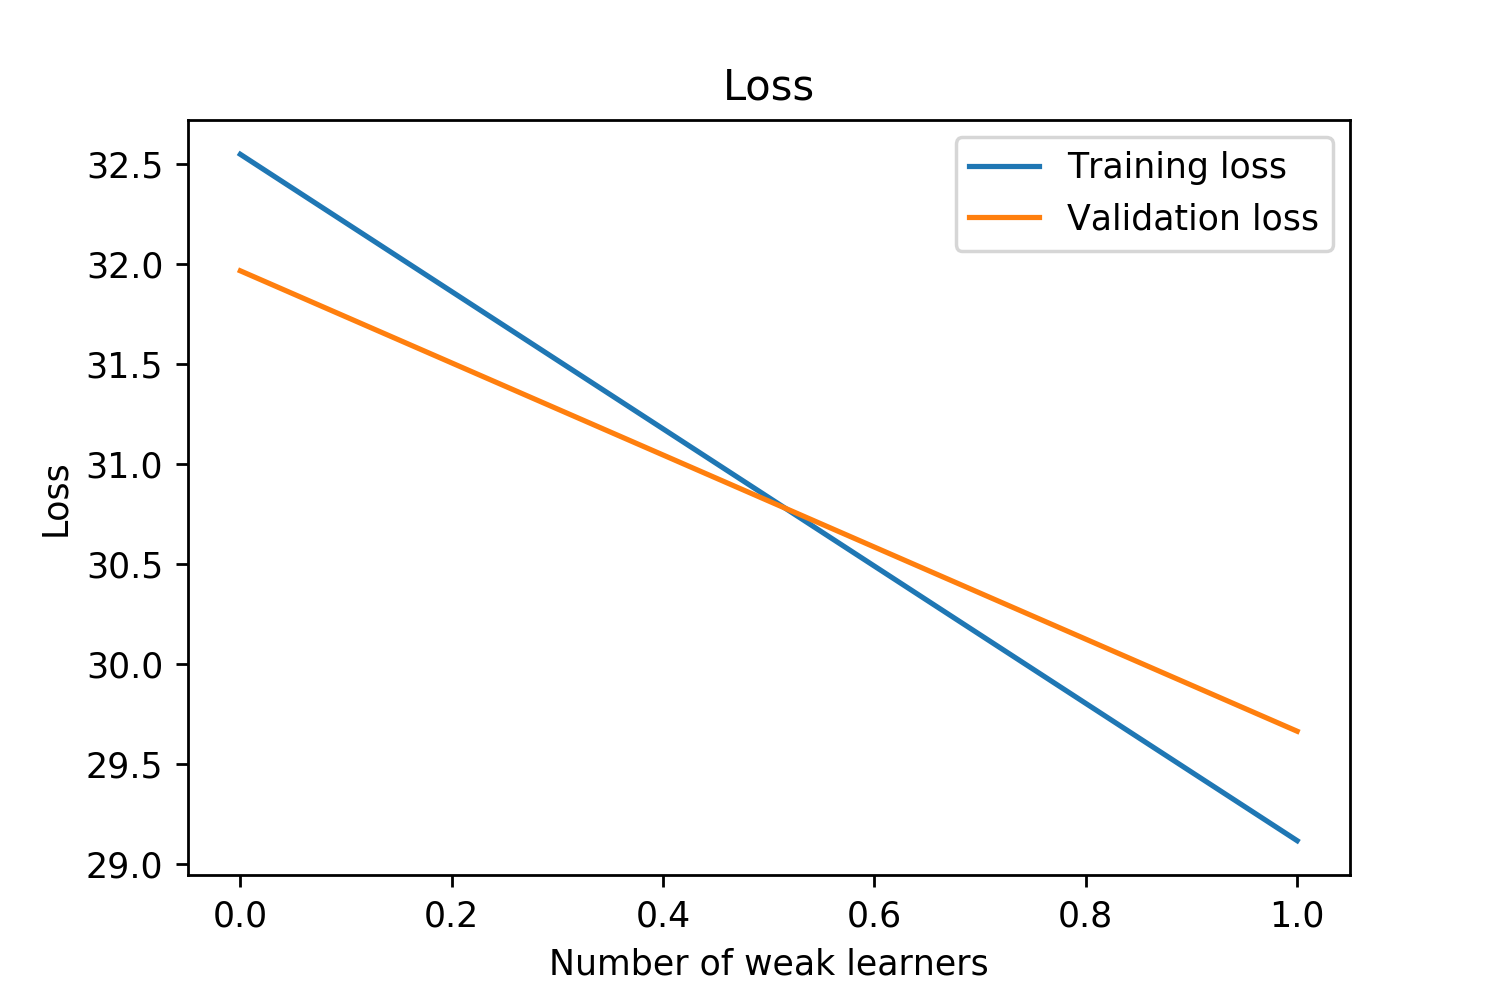 Loss
Training loss
Validation loss
32.5
32.0
31.5
31.0
30.5
30.0
29.5
29.0
Loss
0.0 0.2 0.4 0.6 0.8 1.0
Number of weak learners